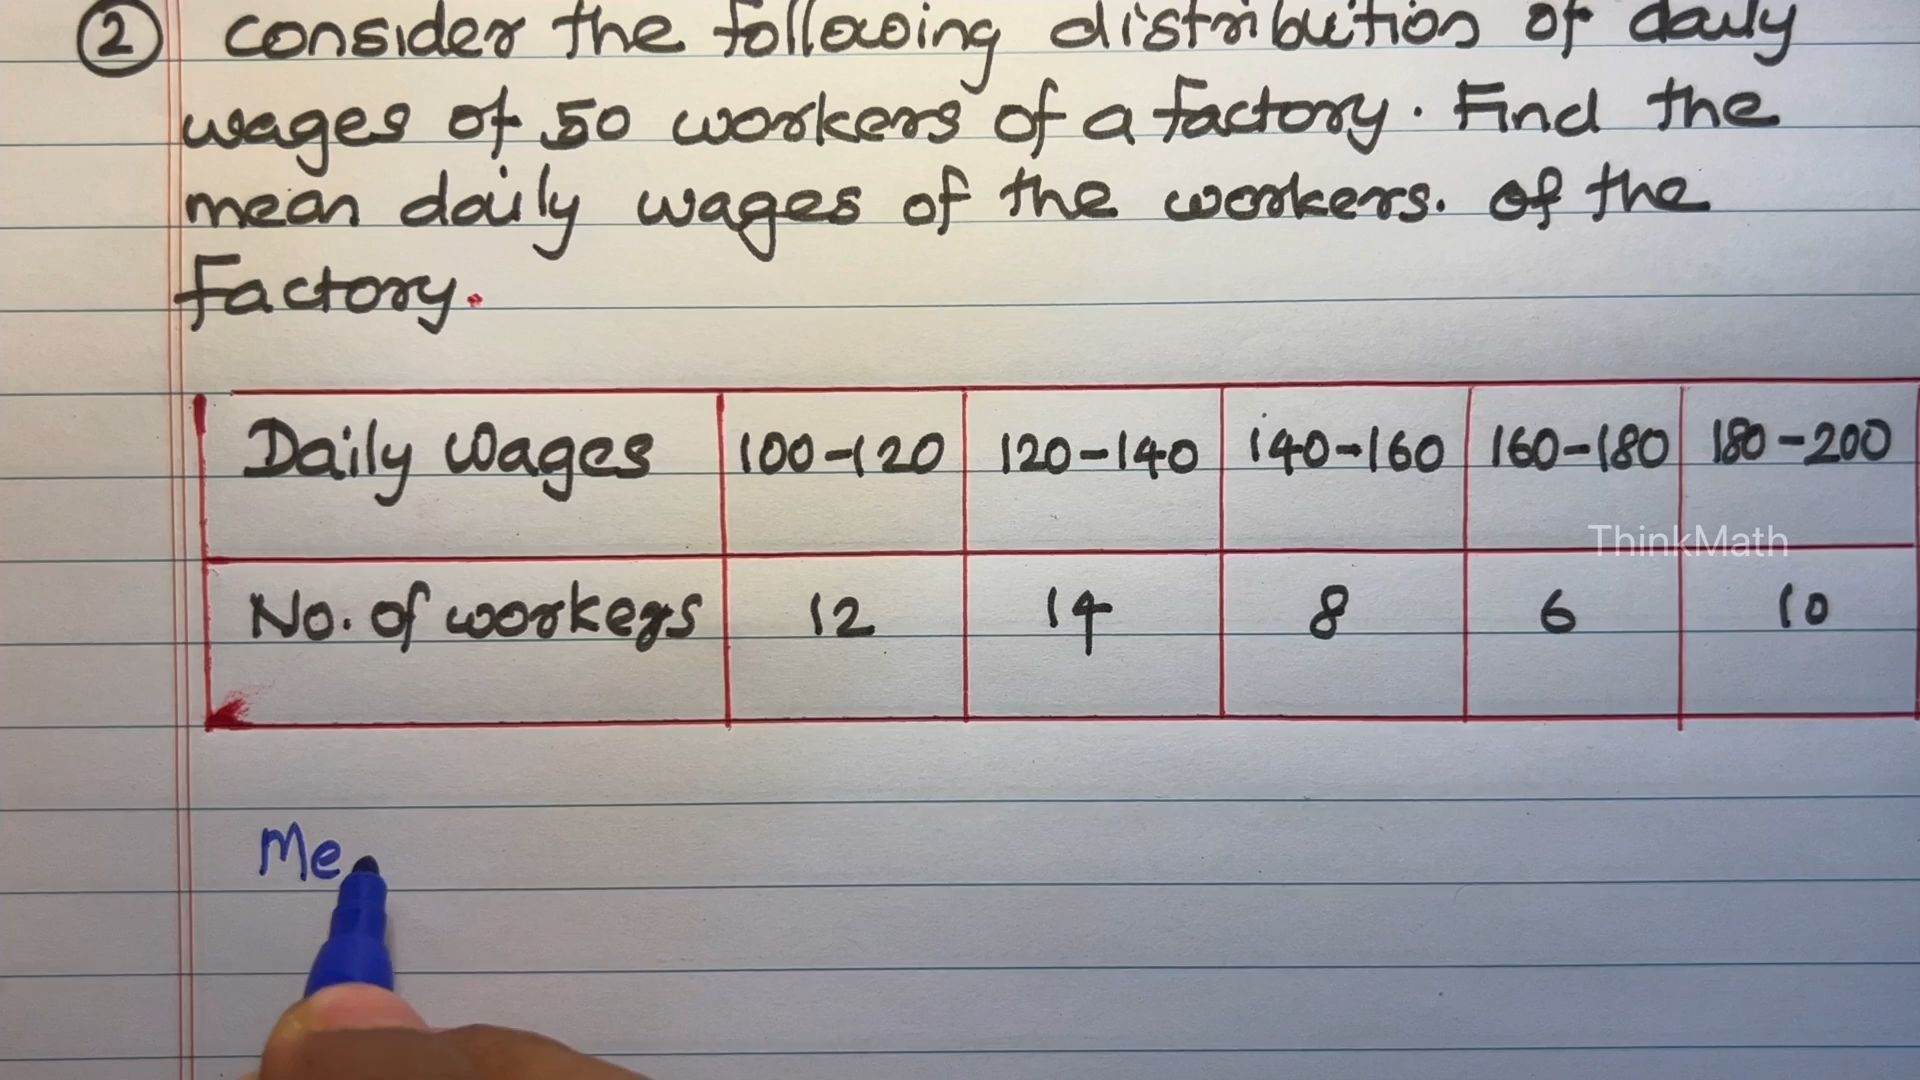 2 consider the following distribution of daily
wages of 50 workers of a factory. Find the
mean daily wages of the workers. of the
factory.
Daily Wages 100-120 120-140 140-160 160-180 180-200
ThinkMath
No. of workers 12 14 8 6 10
Me